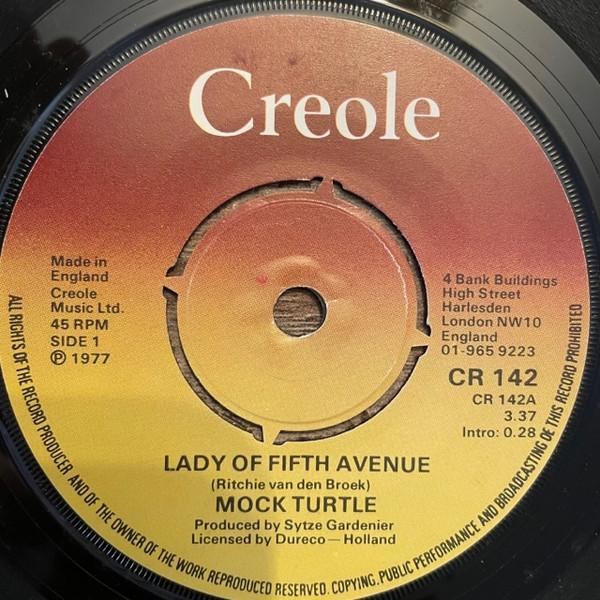 Creole
Made in
England
Creole
Music Ltd.
45 RPM
SIDE 1
Ⓟ 1977
4 Bank Buildings
High Street
Harlesden
London NW10
England
01-965 9223
CR 142
CR 142A
3.37
Intro: 0.28
LADY OF FIFTH AVENUE
(Ritchie van den Broek)
MOCK TURTLE
Produced by Sytze Gardenier
Licensed by Dureco — Holland
ALL RIGHTS OF THE RECORD PRODUCER AND OF THE OWNER OF THE WORK REPRODUCED RESERVED. COPYING, PUBLIC PERFORMANCE AND BROADCASTING OF THIS RECORD PROHIBITED